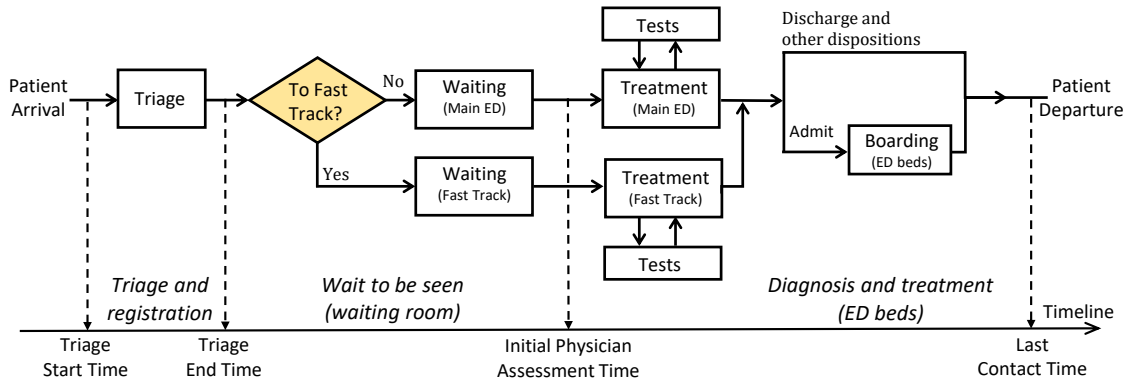 Patient
Arrival
Triage
To Fast
Track?
No
Yes
Waiting
(Main ED)
Waiting
(Fast Track)
Tests
Treatment
(Main ED)
Treatment
(Fast Track)
Tests
Discharge and
other dispositions
Admit
Boarding
(ED beds)
Patient
Departure
Triage and
registration
Wait to be seen
(waiting room)
Diagnosis and treatment
(ED beds)
Timeline
Triage
Start Time
Triage
End Time
Initial Physician
Assessment Time
Last
Contact Time